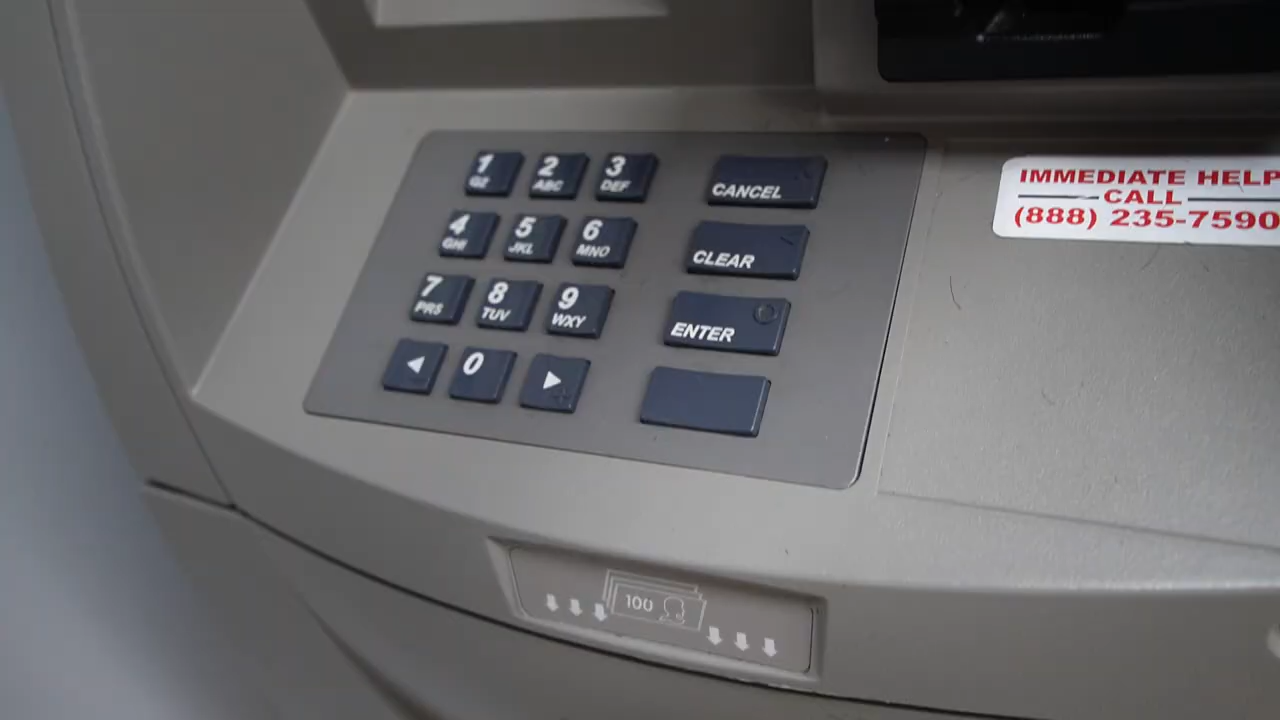 1
QZ
2
ABC
3
DEF
CANCEL
4
GHI
5
JKL
6
MNO
CLEAR
7
PRS
8
TUV
9
WXY
ENTER
0
IMMEDIATE HELP
CALL
(888) 235-7590
100